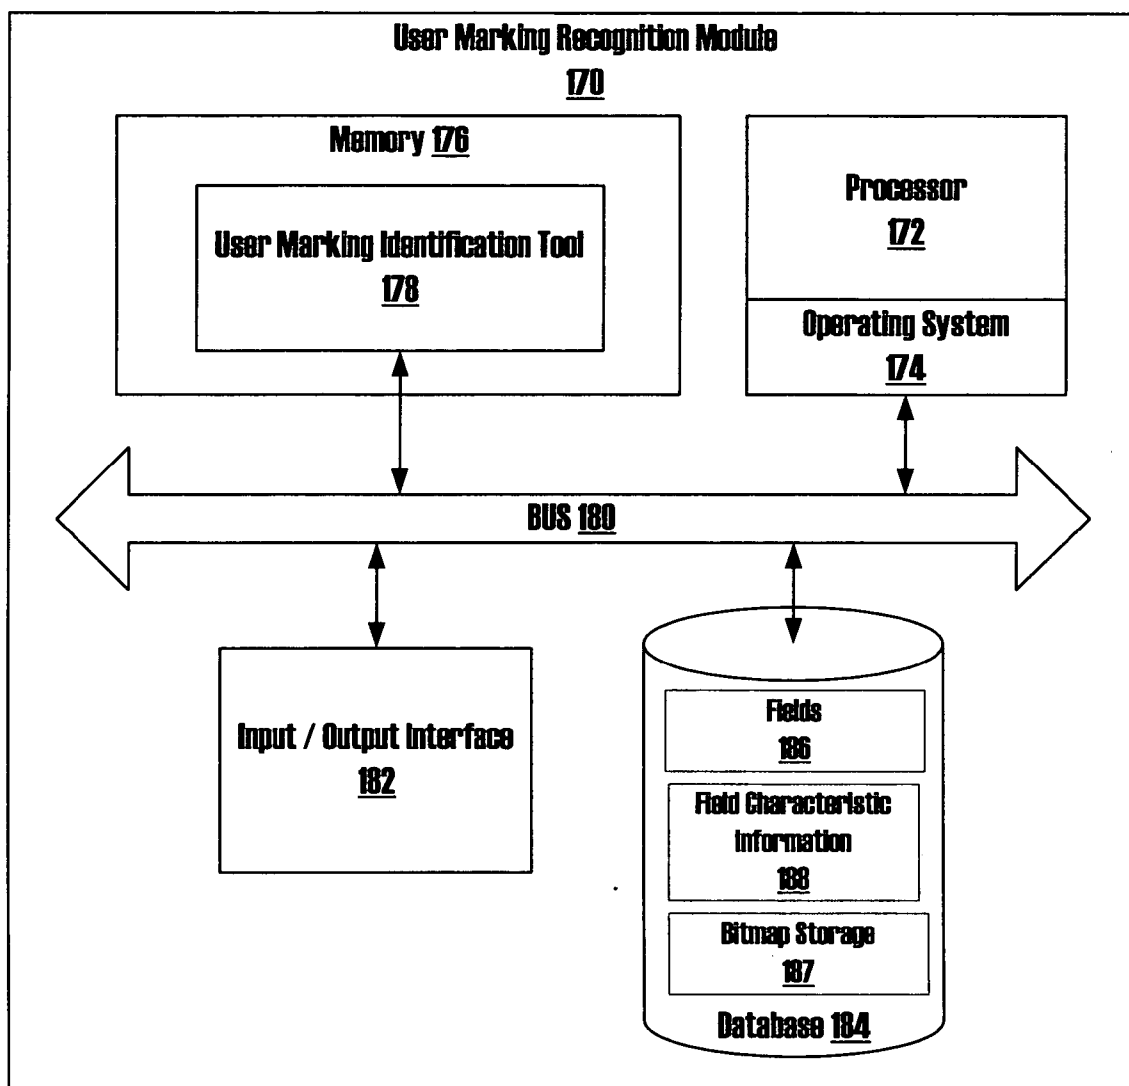 User Marking Recognition Module
170
Memory 176
User Marking Identification Tool
178
Processor
172
Operating System
174
BUS 180
Input / Output Interface
182
Fields
186
Field Characteristic
Information
188
Bitmap Storage
187
Database 184